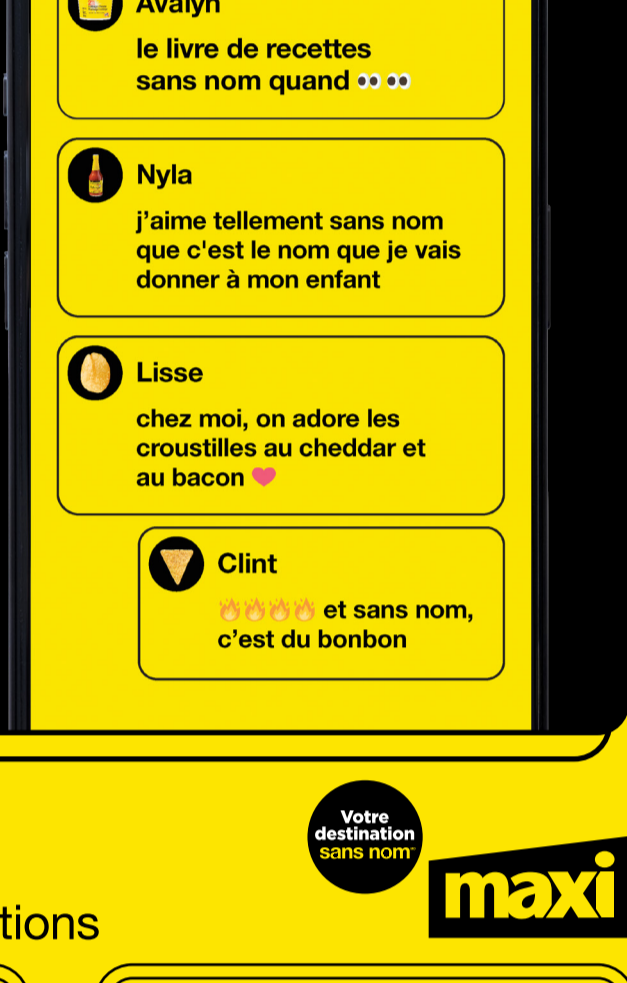 Avalyn
le livre de recettes
sans nom quand 👀 👀
Nyla
j’aime tellement sans nom
que c'est le nom que je vais
donner à mon enfant
Lisse
chez moi, on adore les
croustilles au cheddar et
au bacon 🩷
Clint
🔥🔥🔥🔥 et sans nom,
c’est du bonbon
Votre
destination
sans nom
maxi
tions